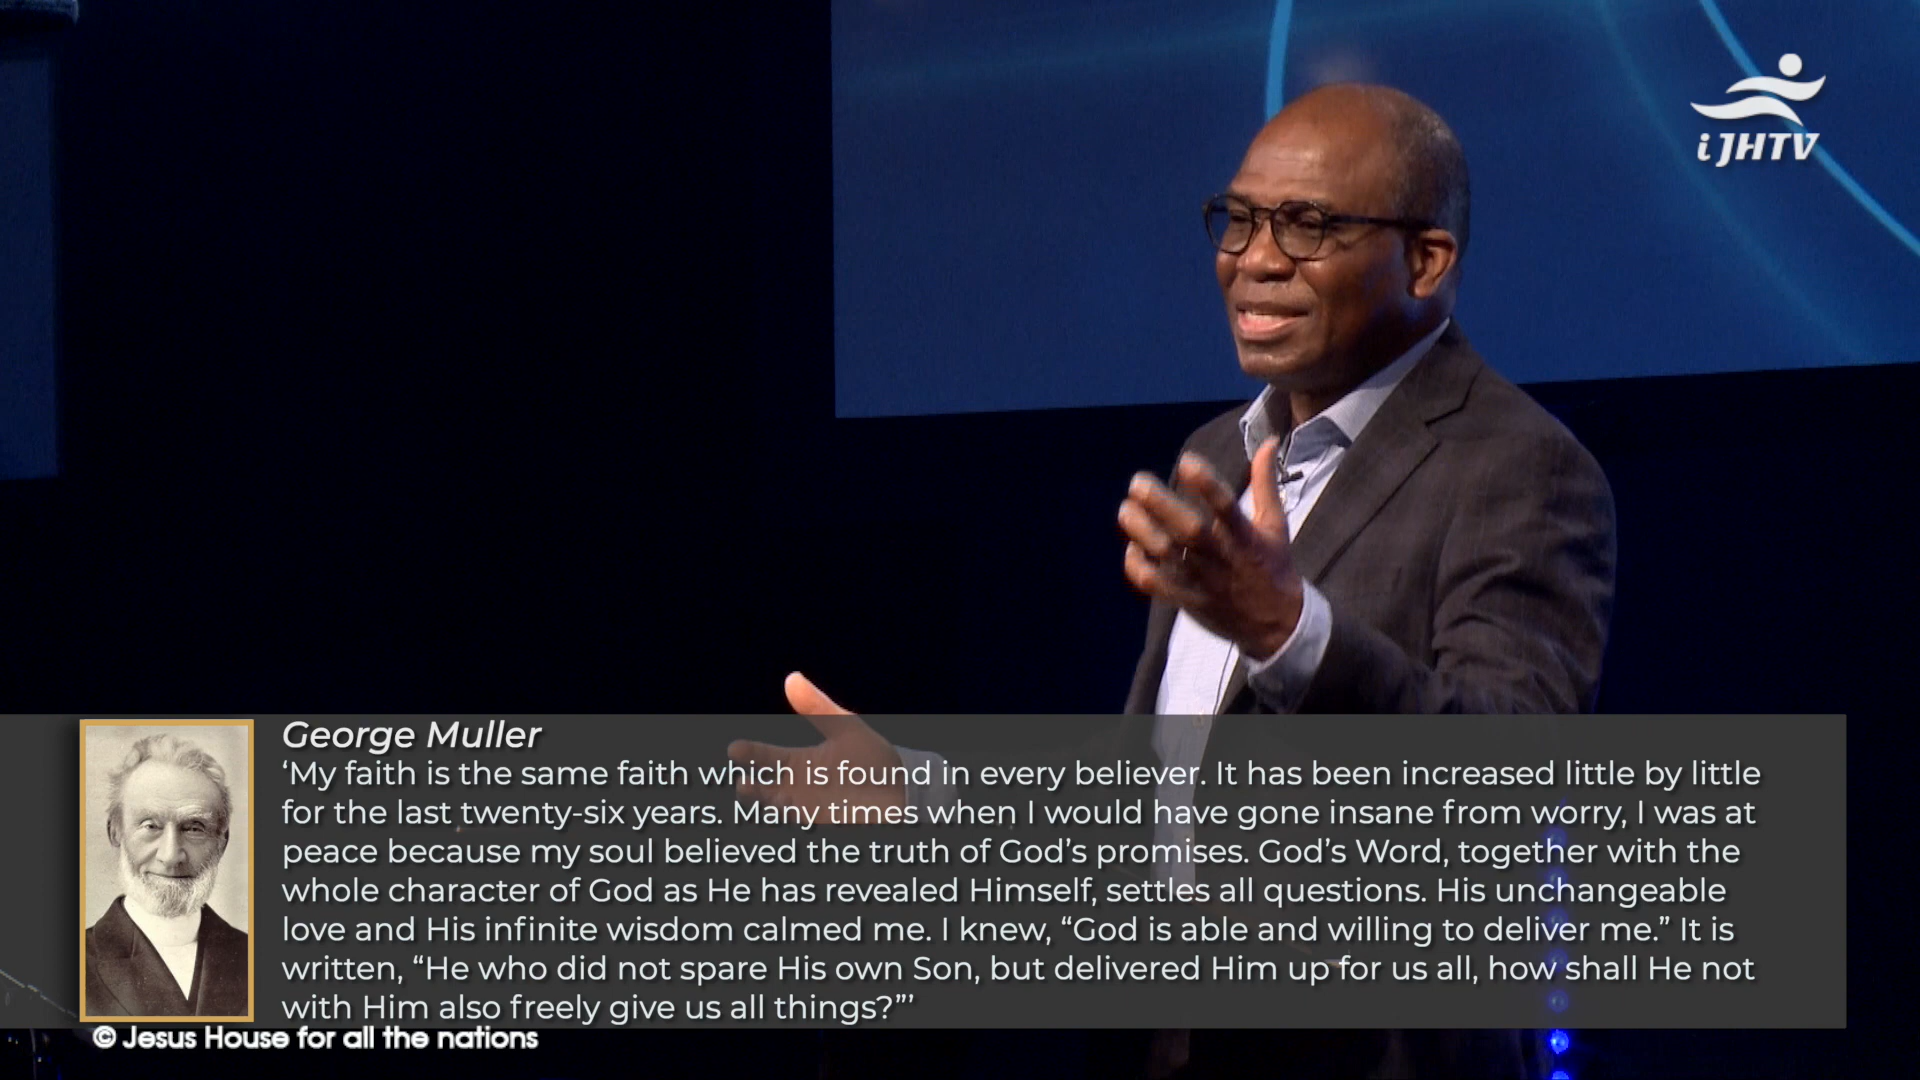 i JHTV
George Muller
‘My faith is the same faith which is found in every believer. It has been increased little by little
for the last twenty-six years. Many times when I would have gone insane from worry, I was at
peace because my soul believed the truth of God’s promises. God’s Word, together with the
whole character of God as He has revealed Himself, settles all questions. His unchangeable
love and His infinite wisdom calmed me. I knew, “God is able and willing to deliver me.” It is
written, “He who did not spare His own Son, but delivered Him up for us all, how shall He not
with Him also freely give us all things?”’
© Jesus House for all the nations